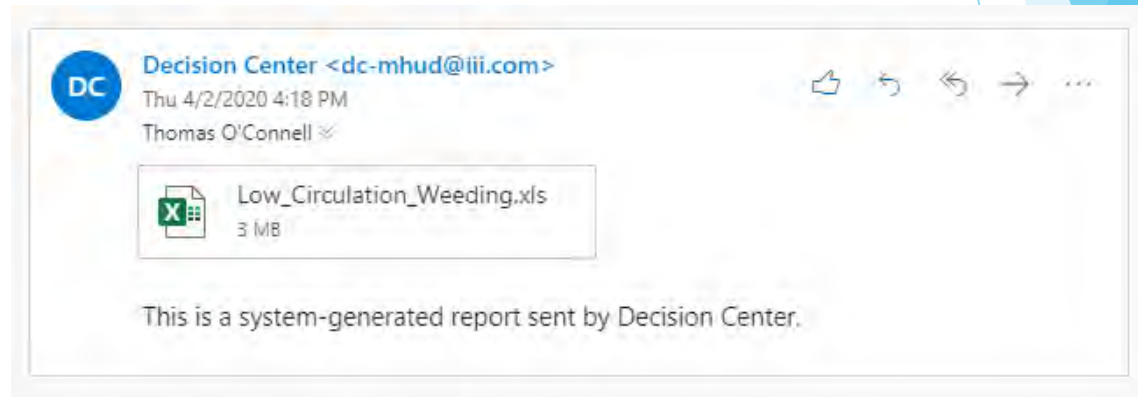 DC
Decision Center <dc-mhud@iii.com>
Thu 4/2/2020 4:18 PM
Thomas O'Connell
Low_Circulation_Weeding.xls
3 MB
This is a system-generated report sent by Decision Center.